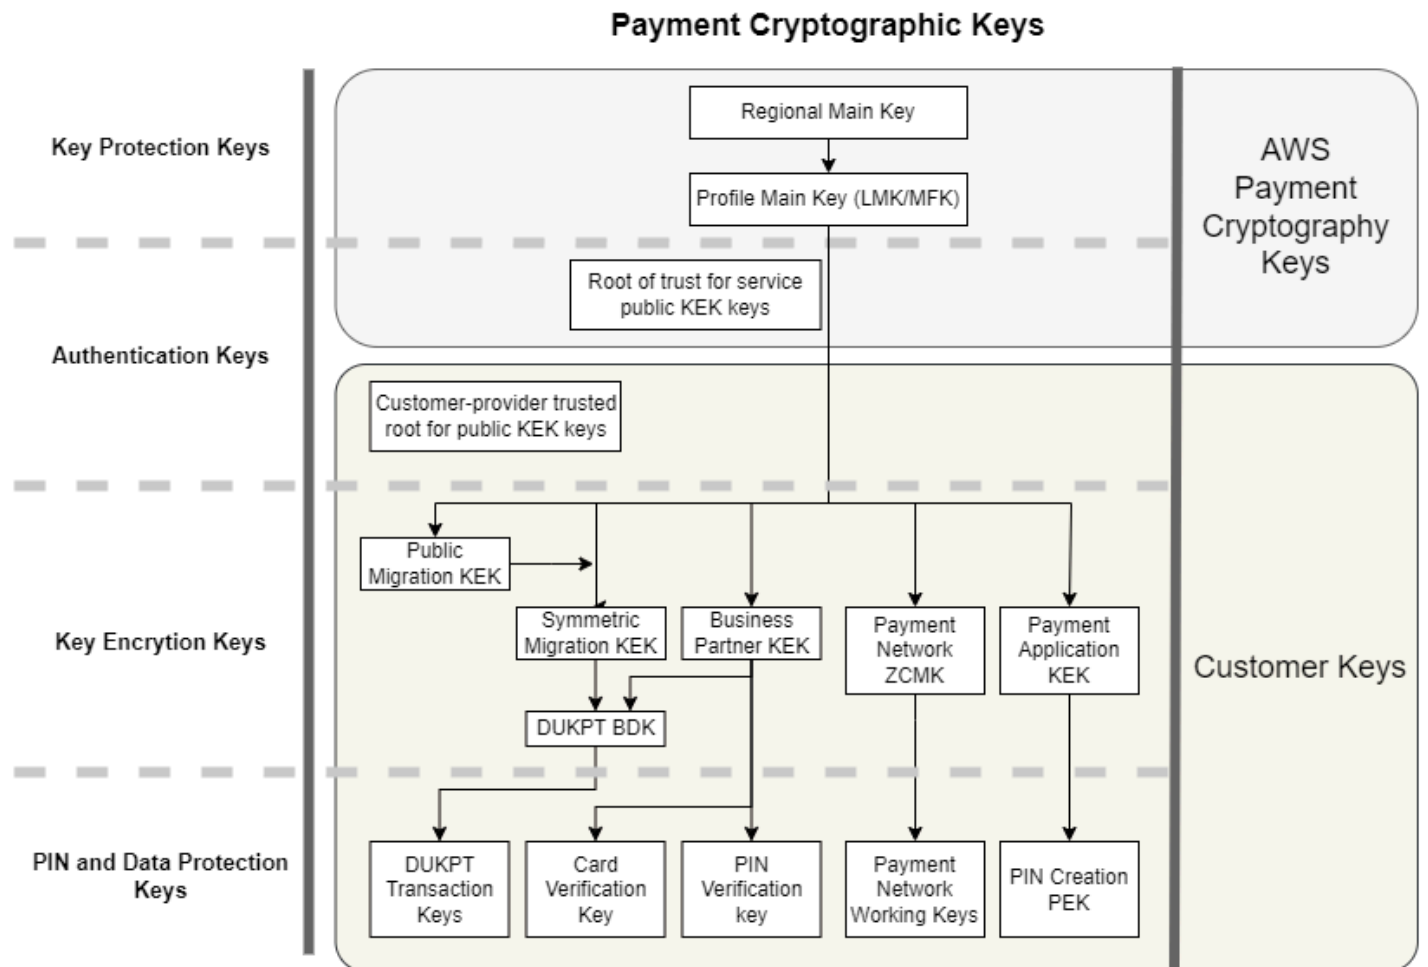 Payment Cryptographic Keys
Key Protection Keys
Regional Main Key
Profile Main Key (LMK/MFK)
AWS
Payment
Cryptography
Keys
Authentication Keys
Root of trust for service
public KEK keys
Customer-provider trusted
root for public KEK keys
Key Encrytion Keys
Public
Migration KEK
Symmetric
Migration KEK
Business
Partner KEK
Payment
Network
ZCMK
Payment
Application
KEK
DUKPT BDK
Customer Keys
PIN and Data Protection
Keys
DUKPT
Transaction
Keys
Card
Verification
Key
PIN
Verification
key
Payment
Network
Working Keys
PIN Creation
PEK